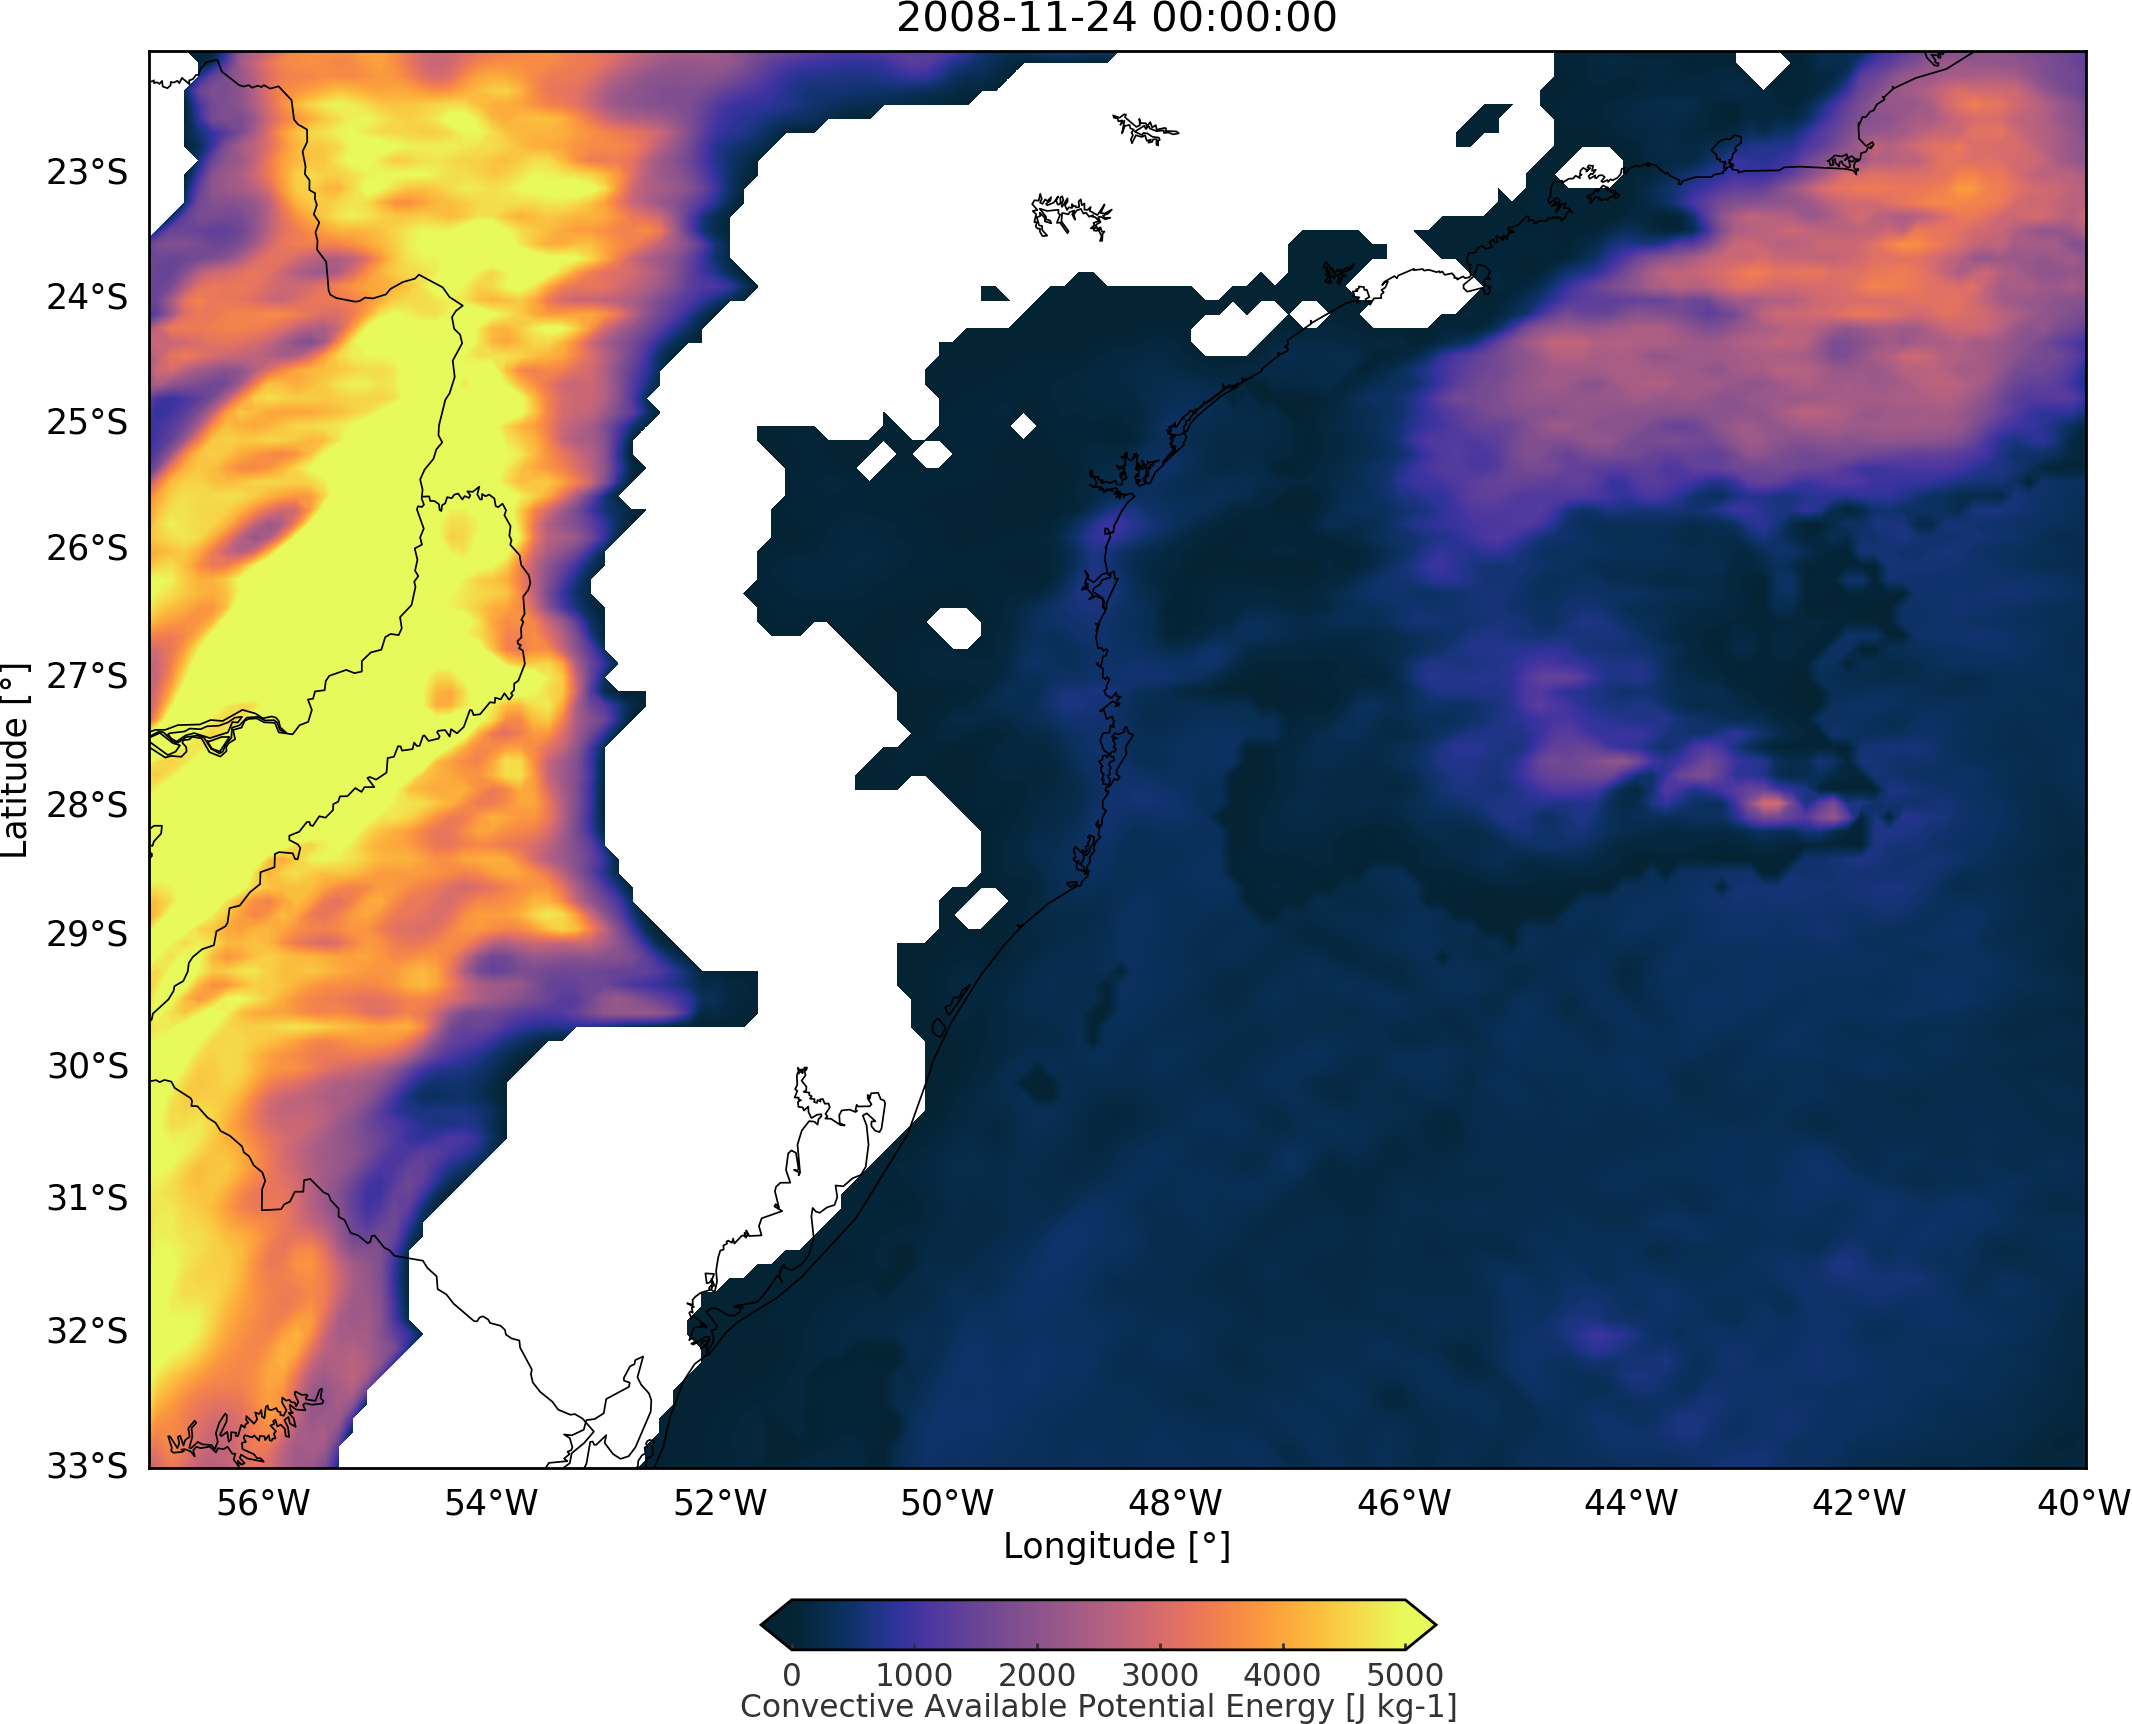 2008-11-24 00:00:00
Latitude [°]
23°S
24°S
25°S
26°S
27°S
28°S
29°S
30°S
31°S
32°S
33°S
56°W 54°W 52°W 50°W 48°W 46°W 44°W 42°W 40°W
Longitude [°]
0 1000 2000 3000 4000 5000
Convective Available Potential Energy [J kg-1]